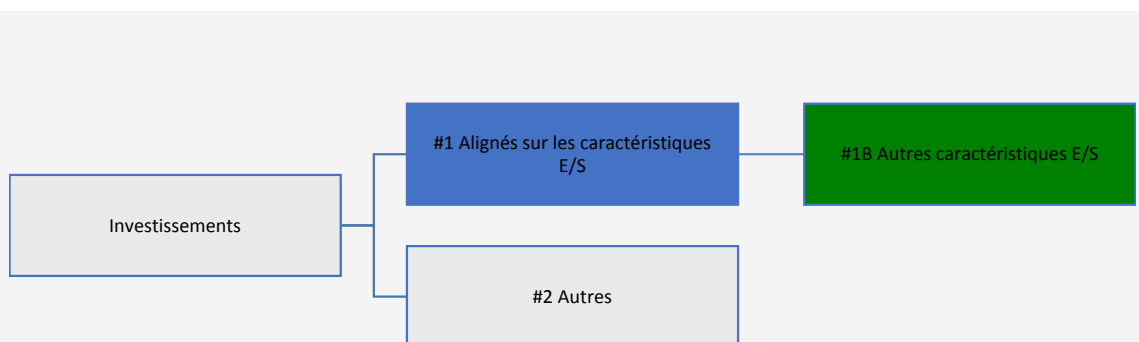 #1 Alignés sur les caractéristiques
E/S
#1B Autres caractéristiques E/S
Investissements
#2 Autres